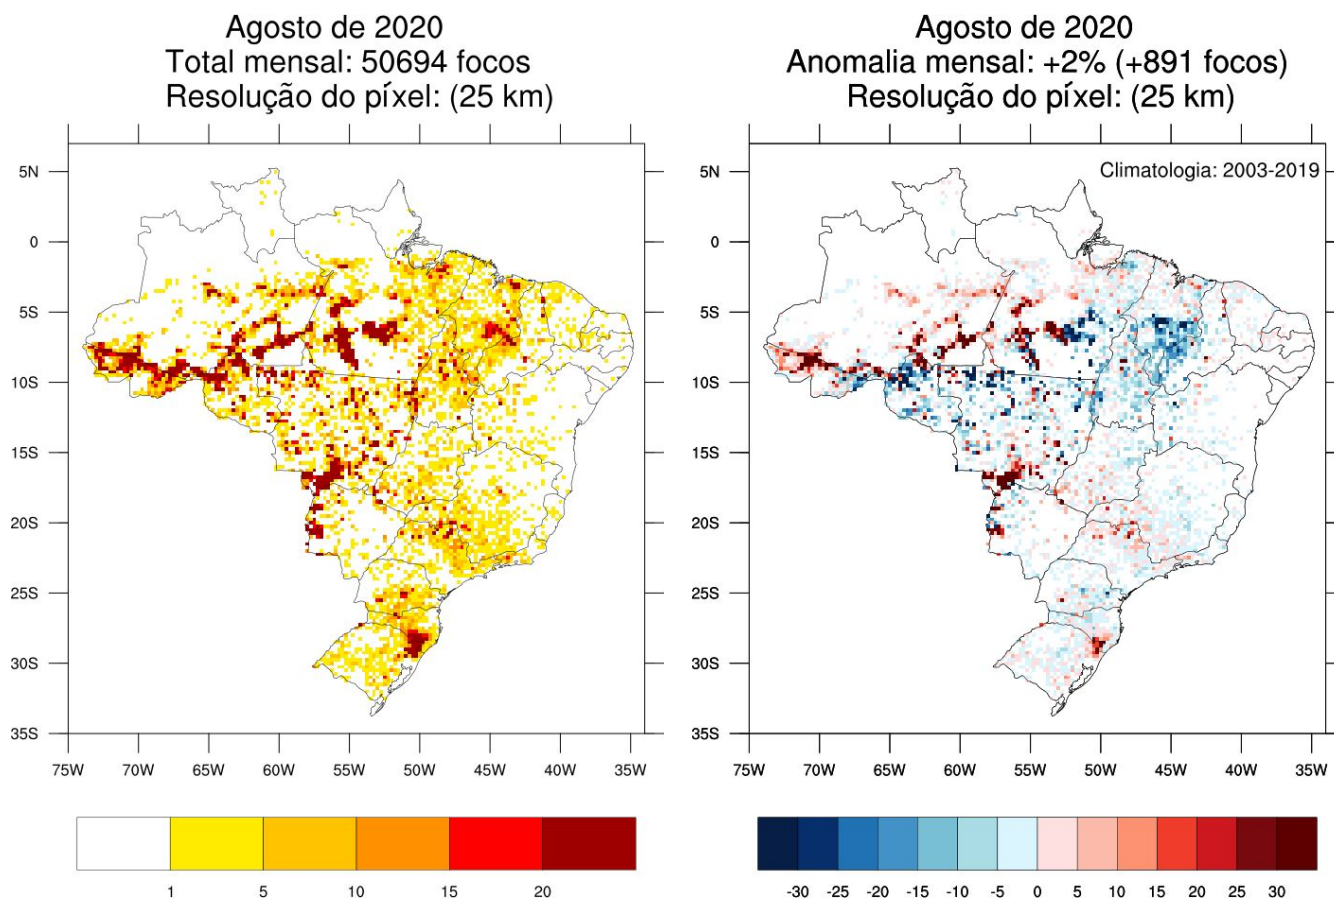 Agosto de 2020
Total mensal: 50694 focos
Resolução do píxel: (25 km)
5N
0
5S
10S
15S
20S
25S
30S
35S
75W 70W 65W 60W 55W 50W 45W 40W 35W
1 5 10 15 20
Agosto de 2020
Anomalia mensal: +2% (+891 focos)
Resolução do píxel: (25 km)
Climatologia: 2003-2019
5N
0
5S
10S
15S
20S
25S
30S
35S
75W 70W 65W 60W 55W 50W 45W 40W 35W
-30 -25 -20 -15 -10 -5 0 5 10 15 20 25 30